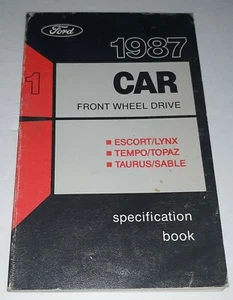 Ford
1987
1
CAR
FRONT WHEEL DRIVE
ESCORT/LYNX
TEMPO/TOPAZ
TAURUS/SABLE
specification
book